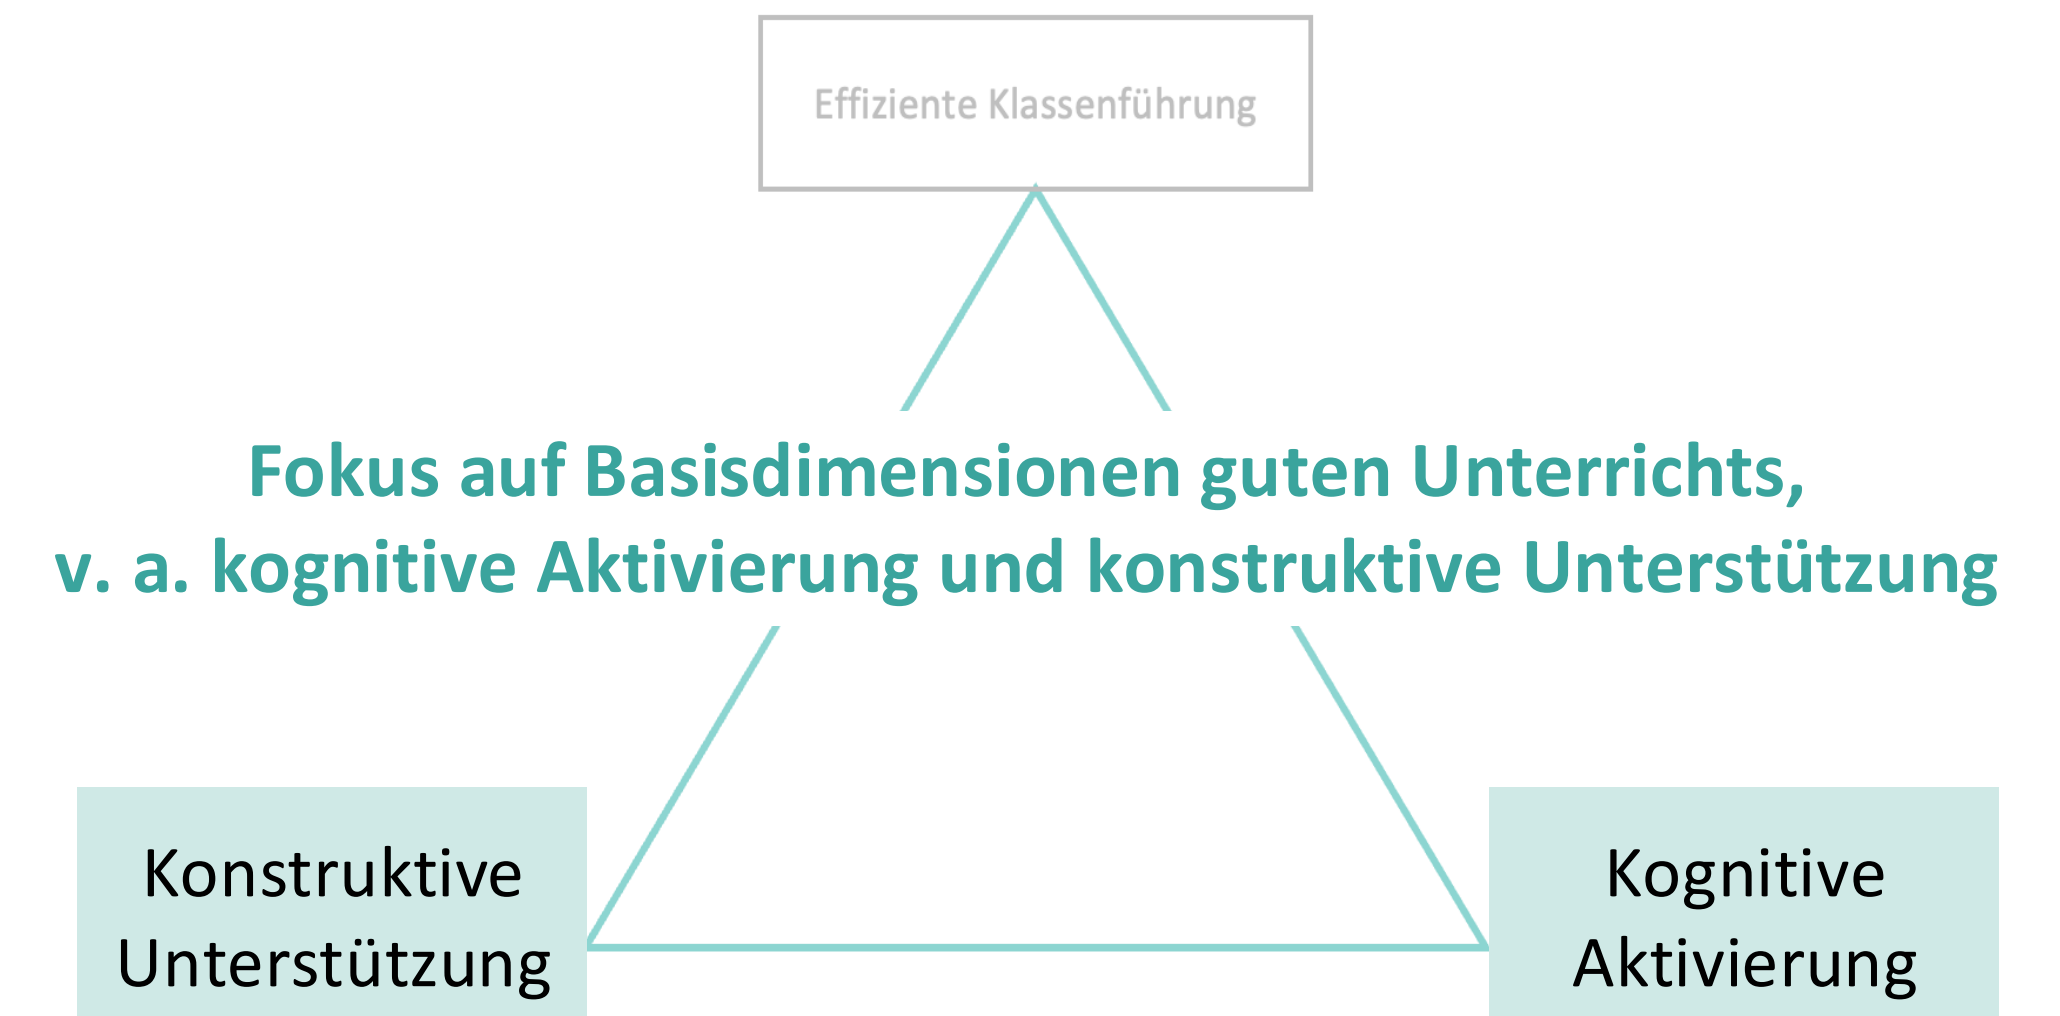 Effiziente Klassenführung
Fokus auf Basisdimensionen guten Unterrichts,
v. a. kognitive Aktivierung und konstruktive Unterstützung
Konstruktive
Unterstützung
Kognitive
Aktivierung